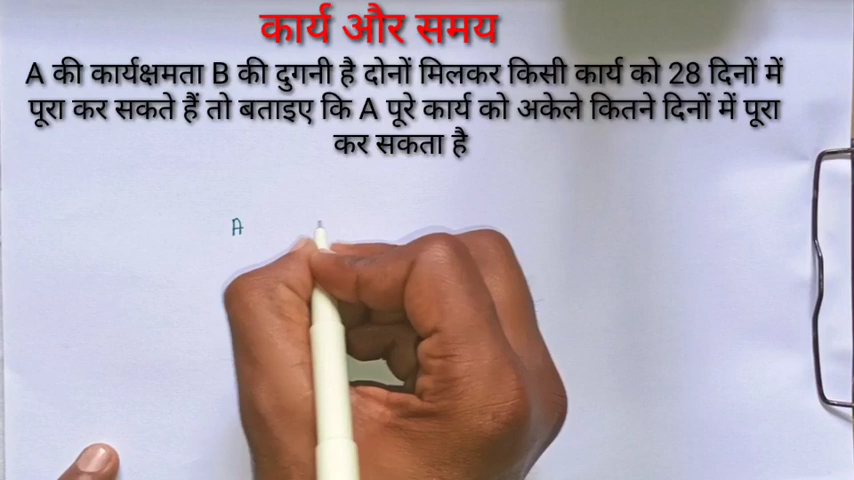 कार्य और समय
A की कार्यक्षमता B की दुगनी है दोनों मिलकर किसी कार्य को 28 दिनों में
पूरा कर सकते हैं तो बताइए कि A पूरे कार्य को अकेले कितने दिनों में पूरा
कर सकता है
A